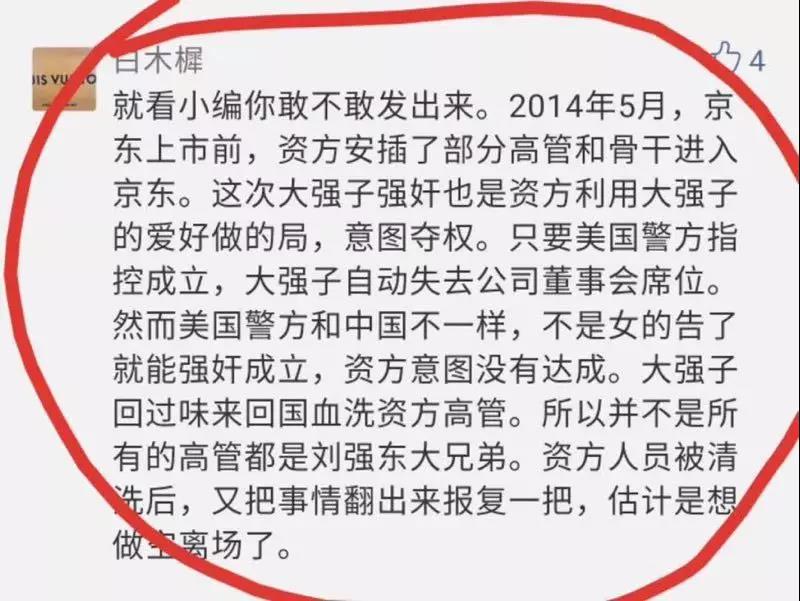 白木樨
4
就看小编你敢不敢发出来。2014年5月，京
东上市前，资方安插了部分高管和骨干进入
京东。这次大强子强奸也是资方利用大强子
的爱好做的局，意图夺权。只要美国警方指
控成立，大强子自动失去公司董事会席位。
然而美国警方和中国不一样，不是女的告了
就能强奸成立，资方意图没有达成。大强子
回过味来回国血洗资方高管。所以并不是所
有的高管都是刘强东大兄弟。资方人员被清
洗后，又把事情翻出来报复一把，估计是想
做空离场了。